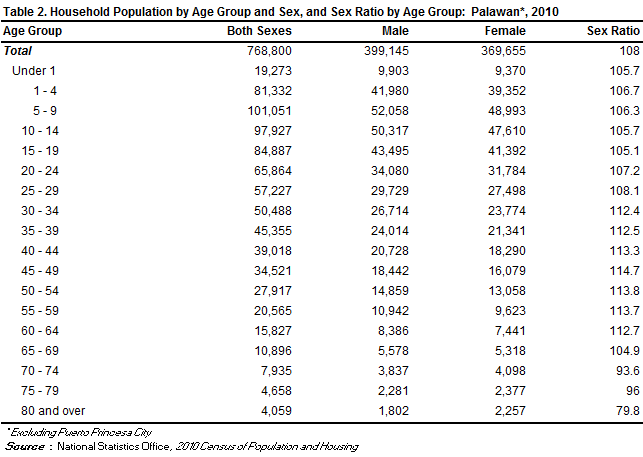 Table 2. Household Population by Age Group and Sex, and Sex Ratio by Age Group: Palawan*, 2010
Age Group Both Sexes Male Female Sex Ratio
Total 768,800 399,145 369,655 108
Under 1 19,273 9,903 9,370 105.7
1 - 4 81,332 41,980 39,352 106.7
5 - 9 101,051 52,058 48,993 106.3
10 - 14 97,927 50,317 47,610 105.7
15 - 19 84,887 43,495 41,392 105.1
20 - 24 65,864 34,080 31,784 107.2
25 - 29 57,227 29,729 27,498 108.1
30 - 34 50,488 26,714 23,774 112.4
35 - 39 45,355 24,014 21,341 112.5
40 - 44 39,018 20,728 18,290 113.3
45 - 49 34,521 18,442 16,079 114.7
50 - 54 27,917 14,859 13,058 113.8
55 - 59 20,565 10,942 9,623 113.7
60 - 64 15,827 8,386 7,441 112.7
65 - 69 10,896 5,578 5,318 104.9
70 - 74 7,935 3,837 4,098 93.6
75 - 79 4,658 2,281 2,377 96
80 and over 4,059 1,802 2,257 79.8
*Excluding Puerto Princesa City
Source : National Statistics Office, 2010 Census of Population and Housing